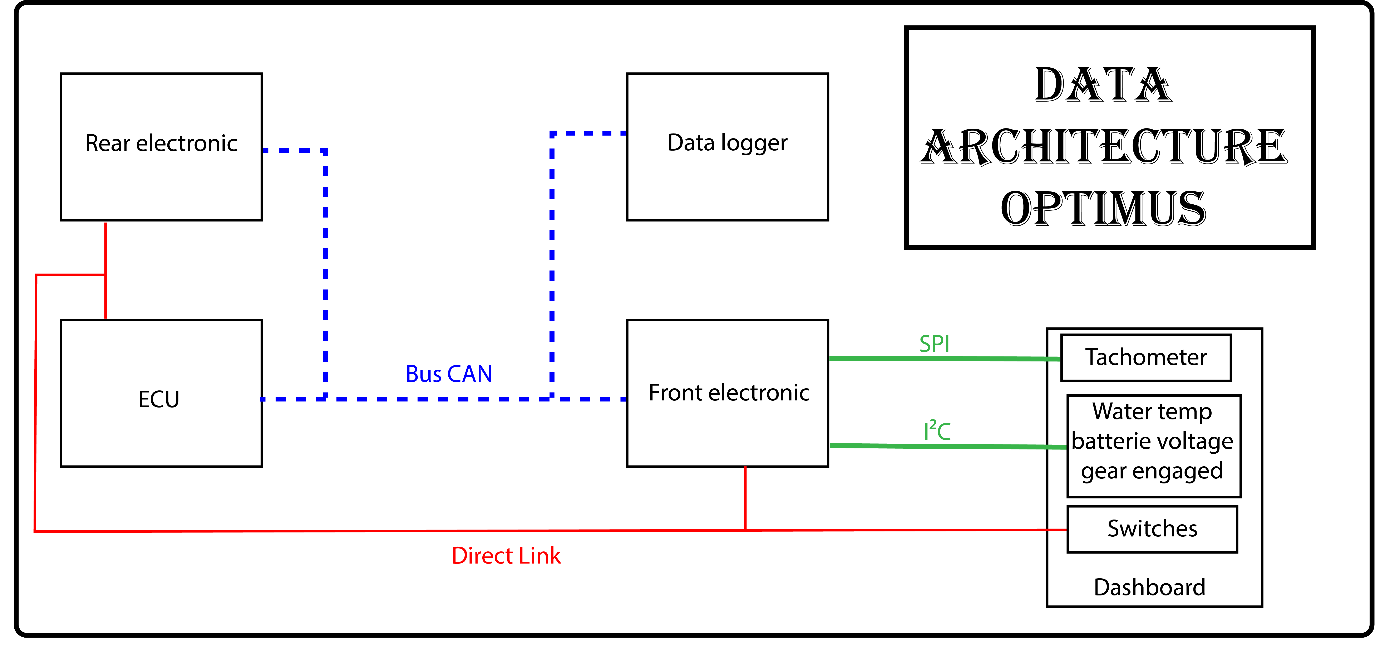 DATA
ARCHITECTURE
OPTIMUS
Rear electronic
Data logger
ECU
Bus CAN
Front electronic
SPI
I²C
Tachometer
Water temp
batterie voltage
gear engaged
Switches
Dashboard
Direct Link